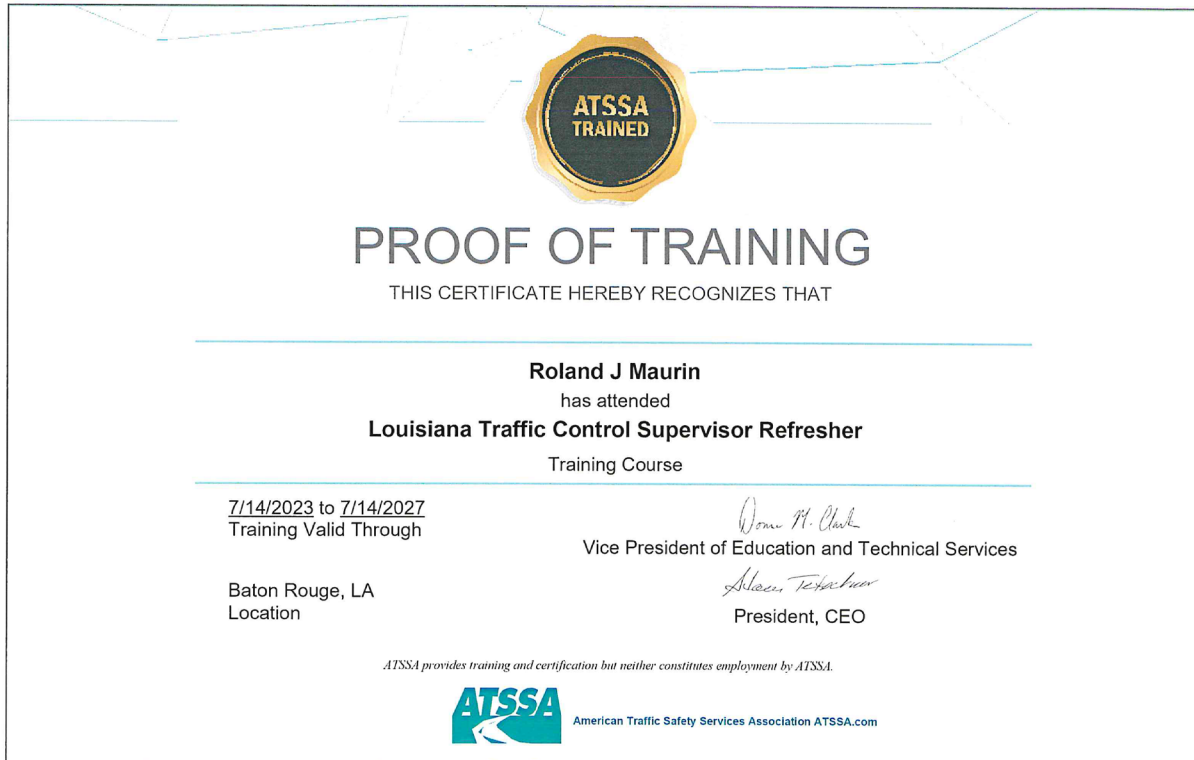 ATSSA
TRAINED
PROOF OF TRAINING
THIS CERTIFICATE HEREBY RECOGNIZES THAT
Roland J Maurin
has attended
Louisiana Traffic Control Supervisor Refresher
Training Course
7/14/2023 to 7/14/2027
Training Valid Through
Baton Rouge, LA
Location
M. Clark
Vice President of Education and Technical Services
President, CEO
ATSSA provides training and certification but neither constitutes employment by ATSSA.
ATSSA
American Traffic Safety Services Association ATSSA.com